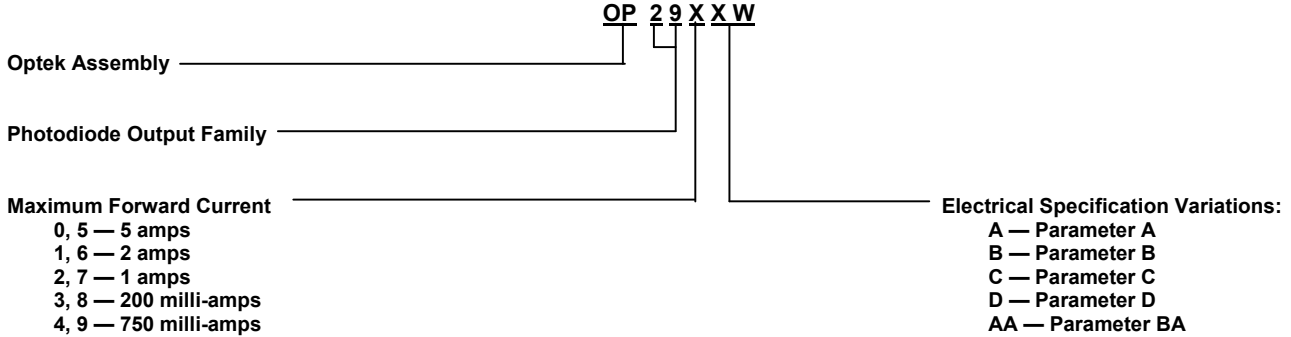 OP 2 9 X X W
Optek Assembly
Photodiode Output Family
Maximum Forward Current
0, 5 — 5 amps
1, 6 — 2 amps
2, 7 — 1 amps
3, 8 — 200 milli-amps
4, 9 — 750 milli-amps
Electrical Specification Variations:
A — Parameter A
B — Parameter B
C — Parameter C
D — Parameter D
AA — Parameter BA